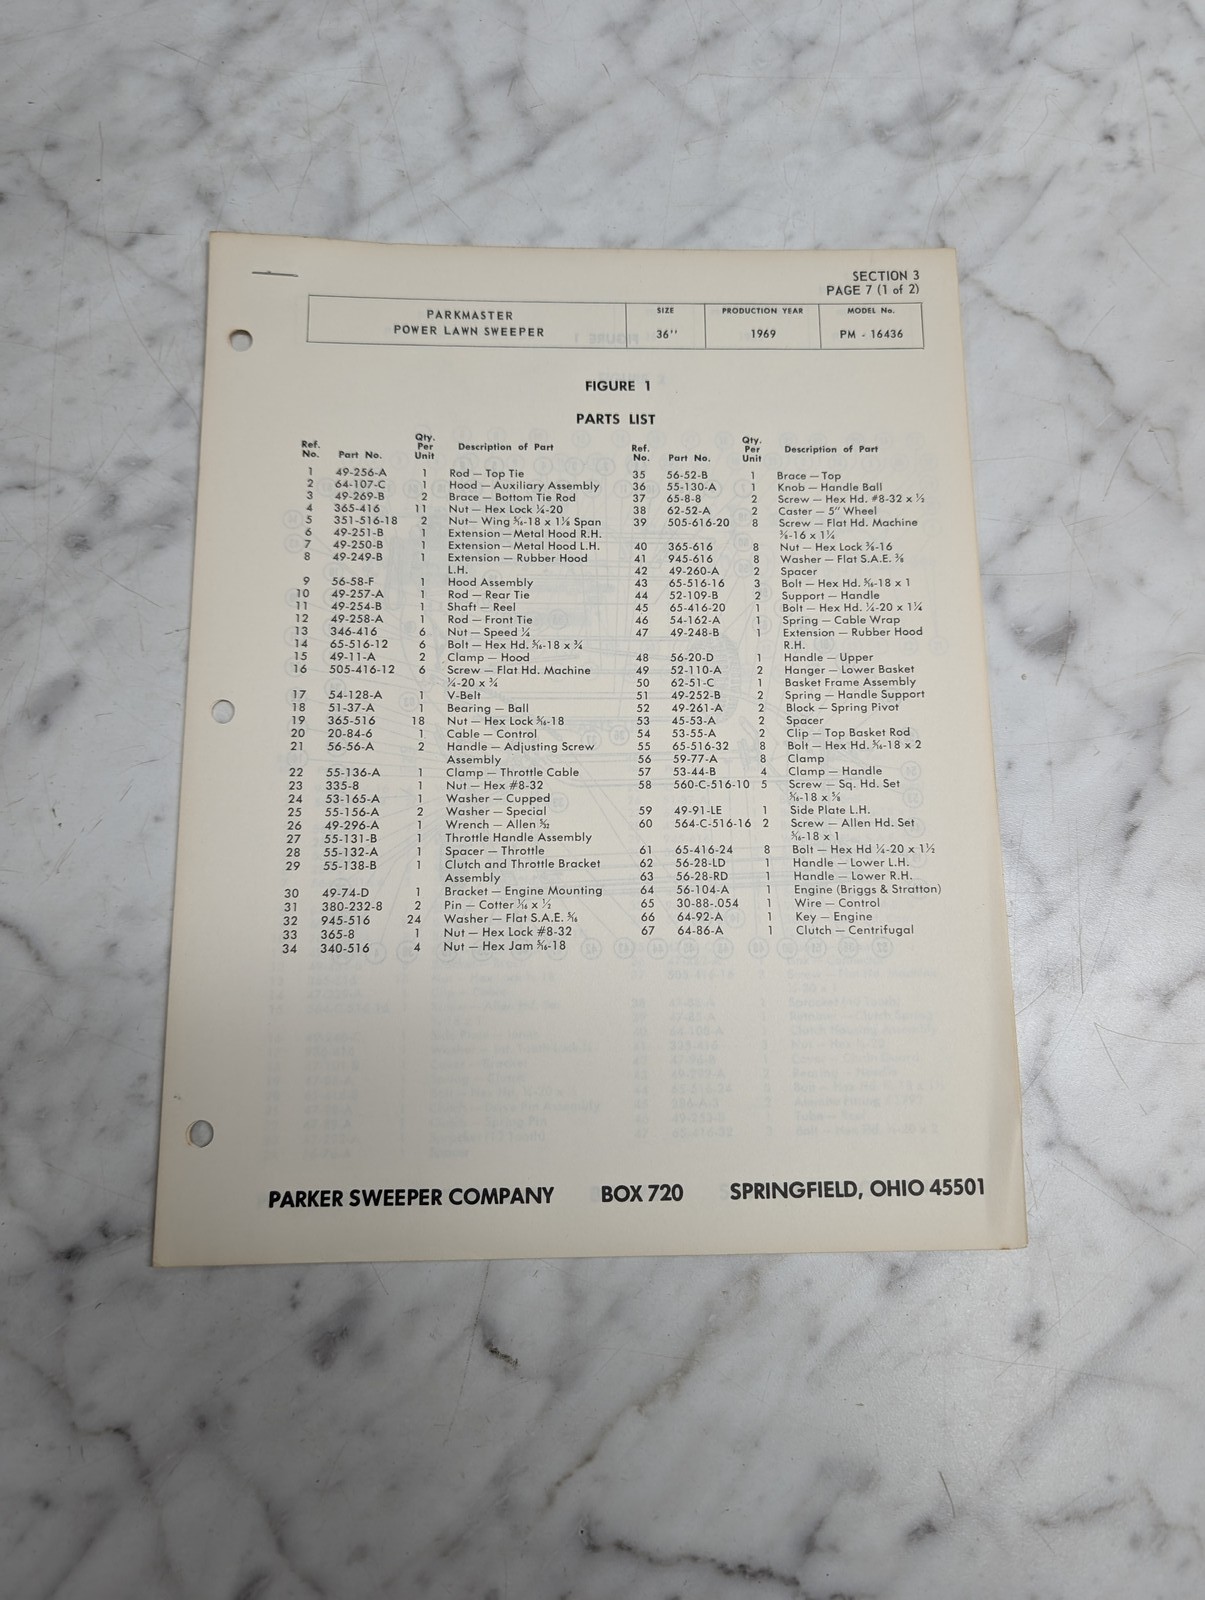 SECTION 3
PAGE 7 (1 of 2)
PARKMASTER
POWER LAWN SWEEPER
SIZE
36''
PRODUCTION YEAR
1969
MODEL No.
PM - 16436
FIGURE 1
PARTS LIST
Ref. No. Part No. Qty. Per Unit Description of Part
1 49-256-A 1 Rod — Top Tie
2 64-107-C 1 Hood — Auxiliary Assembly
3 49-269-B 2 Brace — Bottom Tie Rod
4 365-416 11 Nut — Hex Lock ¼-20
5 351-516-18 2 Nut— Wing 5/16-18 x 1⅛ Span
6 49-251-B 1 Extension—Metal Hood R.H.
7 49-250-B 1 Extension—Metal Hood L.H.
8 49-249-B 1 Extension — Rubber Hood
L.H.
9 56-58-F 1 Hood Assembly
10 49-257-A 1 Rod — Rear Tie
11 49-254-B 1 Shaft — Reel
12 49-258-A 1 Rod — Front Tie
13 346-416 6 Nut — Speed ¼
14 65-516-12 6 Bolt — Hex Hd. 5/16-18 x ¾
15 49-11-A 2 Clamp — Hood
16 505-416-12 6 Screw — Flat Hd. Machine
¼-20 x ¾
17 54-128-A 1 V-Belt
18 51-37-A 1 Bearing — Ball
19 365-516 18 Nut — Hex Lock 5/16-18
20 20-84-6 1 Cable — Control
21 56-56-A 2 Handle — Adjusting Screw
Assembly
22 55-136-A 1 Clamp — Throttle Cable
23 335-8 1 Nut — Hex #8-32
24 53-165-A 1 Washer — Cupped
25 55-156-A 2 Washer — Special
26 49-296-A 1 Wrench — Allen 5/32
27 55-131-B 1 Throttle Handle Assembly
28 55-132-A 1 Spacer — Throttle
29 55-138-B 1 Clutch and Throttle Bracket
Assembly
30 49-74-D 1 Bracket — Engine Mounting
31 380-232-8 2 Pin — Cotter 1/16 x ½
32 945-516 24 Washer — Flat S.A.E. 5/16
33 365-8 1 Nut — Hex Lock #8-32
34 340-516 4 Nut — Hex Jam 5/16-18
Ref. No. Part No. Qty. Per Unit Description of Part
35 56-52-B 1 Brace — Top
36 55-130-A 1 Knob — Handle Ball
37 65-8-8 2 Screw — Hex Hd. #8-32 x ½
38 62-52-A 2 Caster — 5" Wheel
39 505-616-20 8 Screw — Flat Hd. Machine
⅜-16 x 1¼
40 365-616 8 Nut — Hex Lock ⅜-16
41 945-616 8 Washer — Flat S.A.E. ⅜
42 49-260-A 2 Spacer
43 65-516-16 3 Bolt — Hex Hd. 5/16-18 x 1
44 52-109-B 2 Support — Handle
45 65-416-20 1 Bolt — Hex Hd. ¼-20 x 1¼
46 54-162-A 1 Spring — Cable Wrap
47 49-248-B 1 Extension — Rubber Hood
R.H.
48 56-20-D 1 Handle — Upper
49 52-110-A 2 Hanger — Lower Basket
50 62-51-C 1 Basket Frame Assembly
51 49-252-B 2 Spring — Handle Support
52 49-261-A 2 Block — Spring Pivot
53 45-53-A 2 Spacer
54 53-55-A 2 Clip — Top Basket Rod
55 65-516-32 8 Bolt — Hex Hd. 5/16-18 x 2
56 59-77-A 8 Clamp
57 53-44-B 4 Clamp — Handle
58 560-C-516-10 5 Screw — Sq. Hd. Set
5/16-18 x ⅝
59 49-91-LE 1 Side Plate L.H.
60 564-C-516-16 2 Screw — Allen Hd. Set
5/16-18 x 1
61 65-416-24 8 Bolt — Hex Hd ¼-20 x 1½
62 56-28-LD 1 Handle — Lower L.H.
63 56-28-RD 1 Handle — Lower R.H.
64 56-104-A 1 Engine (Briggs & Stratton)
65 30-88-.054 1 Wire — Control
66 64-92-A 1 Key — Engine
67 64-86-A 1 Clutch — Centrifugal
PARKER SWEEPER COMPANY BOX 720 SPRINGFIELD, OHIO 45501